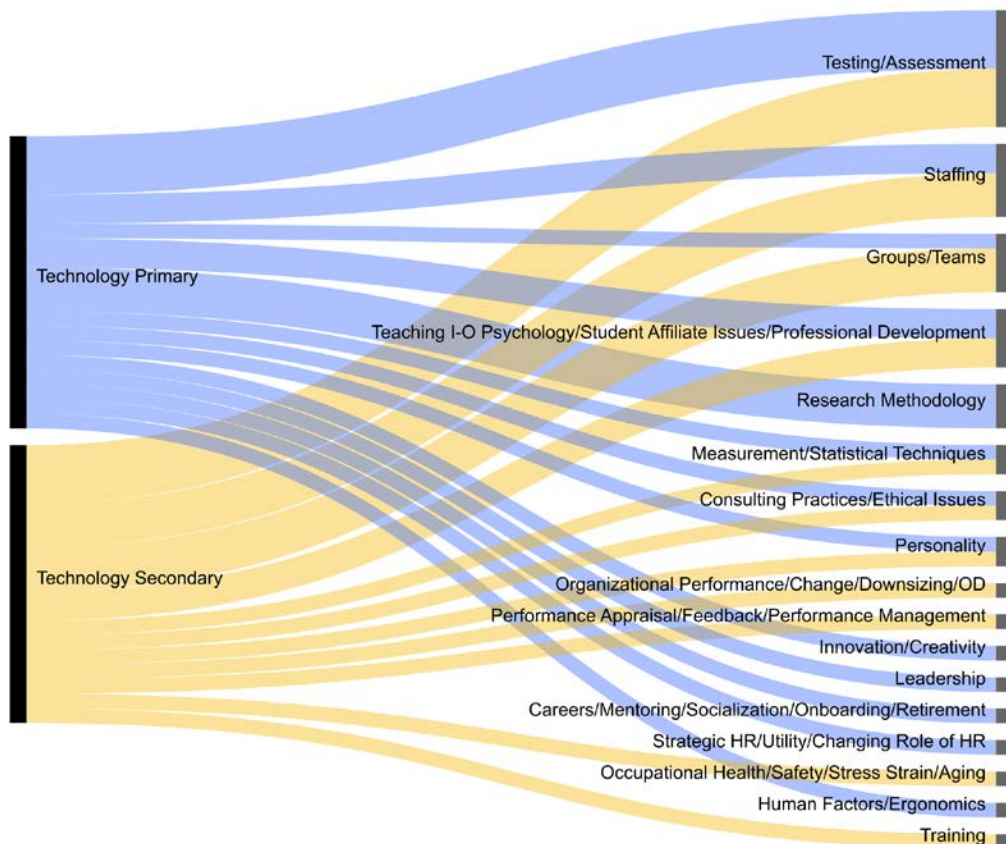 Testing/Assessment
Staffing
Groups/Teams
Technology Primary
Teaching I-O Psychology/Student Affiliate Issues/Professional Development
Research Methodology
Measurement/Statistical Techniques
Consulting Practices/Ethical Issues
Personality
Technology Secondary
Organizational Performance/Change/Downsizing/OD
Performance Appraisal/Feedback/Performance Management
Innovation/Creativity
Leadership
Careers/Mentoring/Socialization/Onboarding/Retirement
Strategic HR/Utility/Changing Role of HR
Occupational Health/Safety/Stress Strain/Aging
Human Factors/Ergonomics
Training